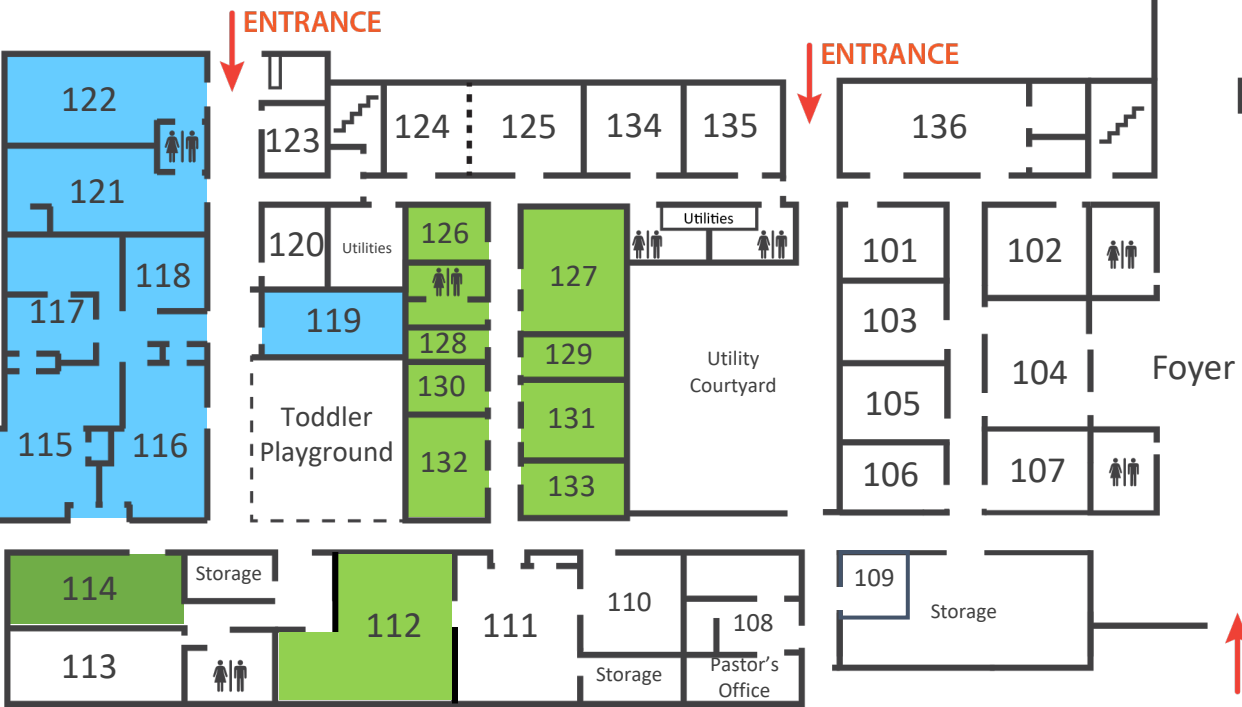 ENTRANCE
ENTRANCE
122
123
124
125
134
135
136
121
120
Utilities
126
127
Utilities
101
102
118
117
119
128
129
103
Utility
Courtyard
104
Foyer
130
131
105
Toddler
Playground
115
116
132
133
106
107
114
Storage
112
111
110
108
109
Storage
113
Storage
Pastor's
Office